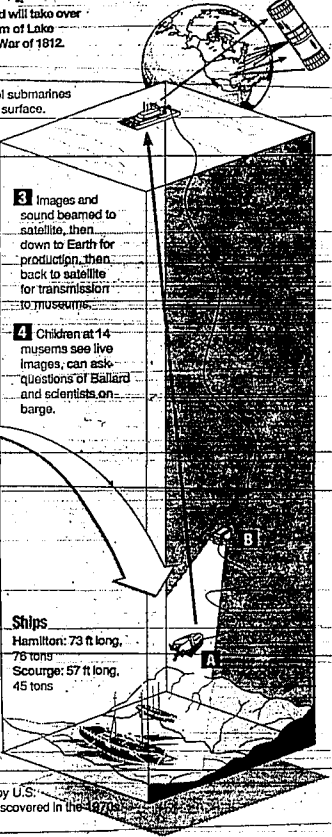 d will take over
m of Lake
War of 1812.
ol submarines
surface.
3 Images and
sound beamed to
satellite, then
down to Earth for
production, then
back to satellite
for transmission
to museums.
4 Children at 14
musems see live
images, can ask
questions of Ballard
and scientists on
barge.
B
A
Ships
Hamilton: 73 ft long,
76 tons
Scourge: 57 ft long,
45 tons
by U.S.
scovered in the 1970s